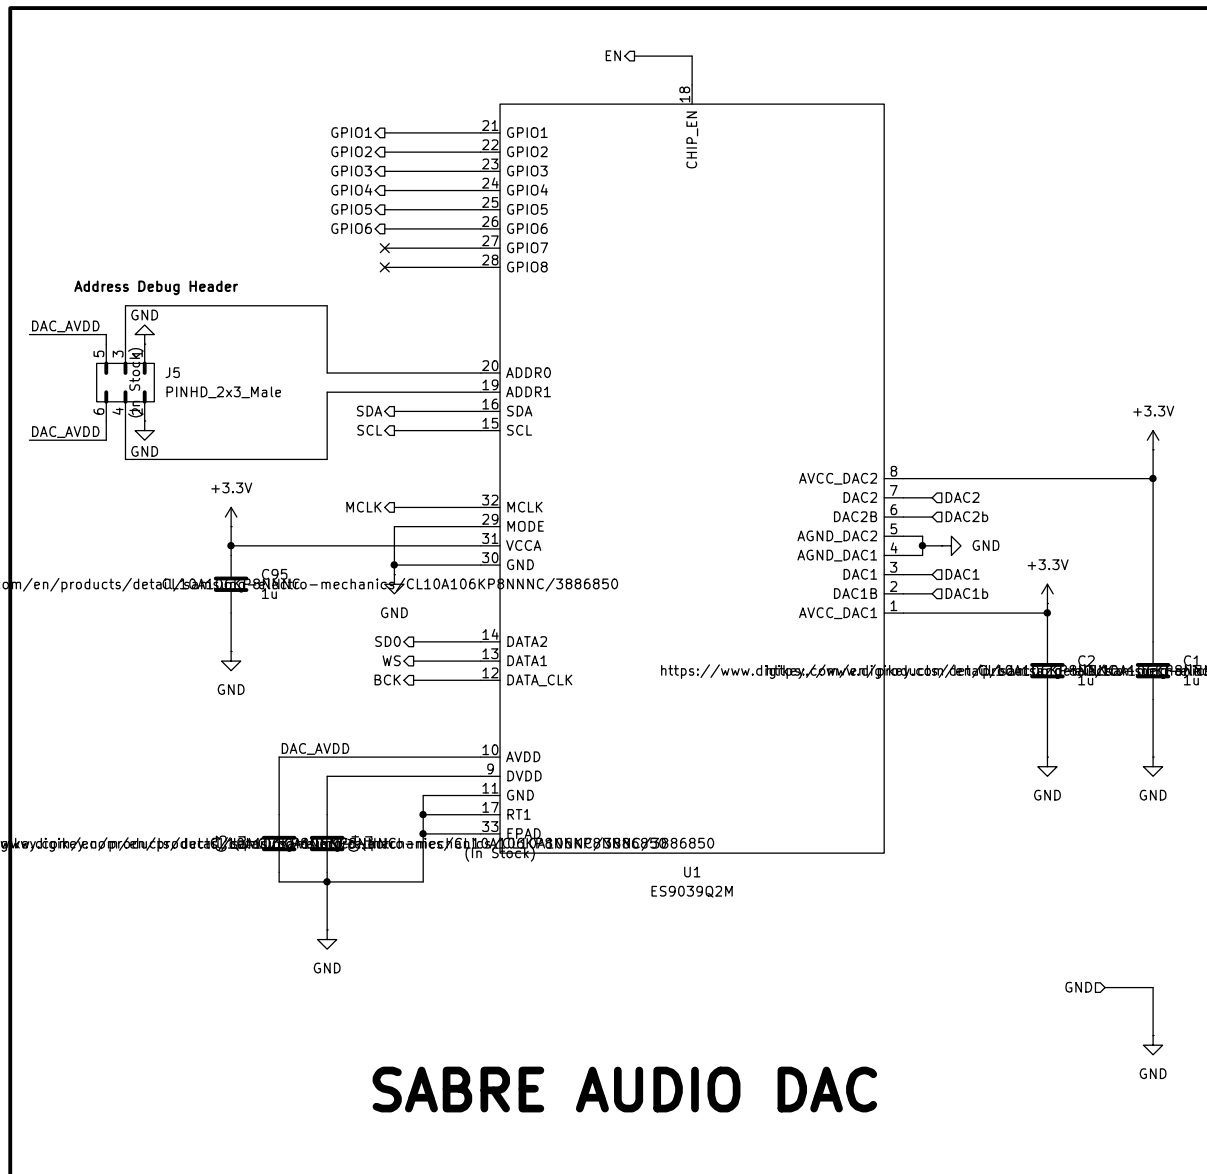 EN
18
CHIP_EN
GPIO1 21 GPIO1
GPIO2 22 GPIO2
GPIO3 23 GPIO3
GPIO4 24 GPIO4
GPIO5 25 GPIO5
GPIO6 26 GPIO6
27 GPIO7
28 GPIO8
Address Debug Header
GND
DAC_AVDD
5 3 1
J5
PINHD_2x3_Male
(In Stock)
6 4 2
DAC_AVDD
GND
20 ADDR0
19 ADDR1
SDA 16 SDA
SCL 15 SCL
+3.3V
MCLK 32 MCLK
29 MODE
31 VCCA
30 GND
C95
1u
GND
GND
SD0 14 DATA2
WS 13 DATA1
BCK 12 DATA_CLK
DAC_AVDD 10 AVDD
9 DVDD
11 GND
17 RT1
33 EPAD
(In Stock)
GND
+3.3V
AVCC_DAC2 8
DAC2 7 DAC2
DAC2B 6 DAC2b
AGND_DAC2 5
AGND_DAC1 4
GND
DAC1 3 DAC1
DAC1B 2 DAC1b
AVCC_DAC1 1
+3.3V
C2
1u
C1
1u
GND
GND
U1
ES9039Q2M
GND
GND
SABRE AUDIO DAC